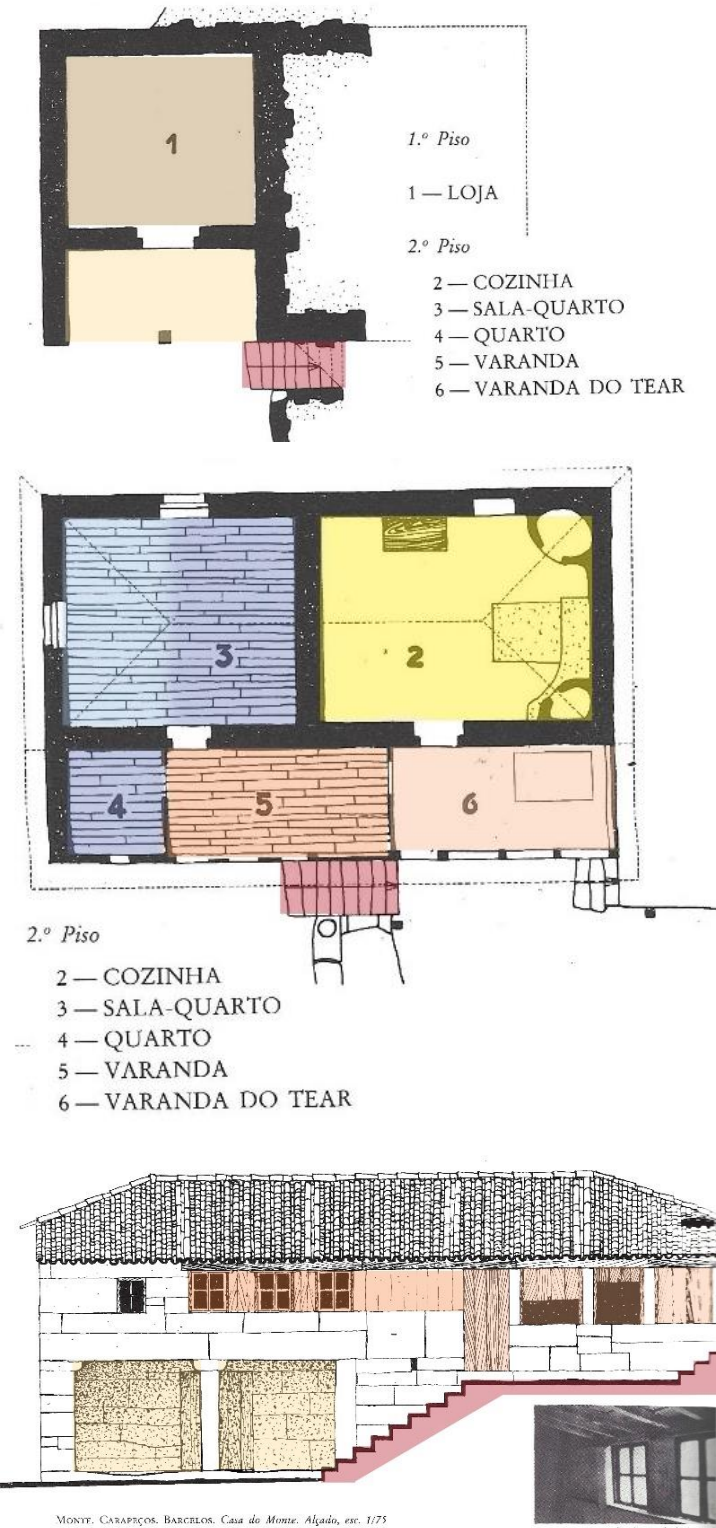 1
1.º Piso
1 — LOJA
2.º Piso
2 — COZINHA
3 — SALA-QUARTO
4 — QUARTO
5 — VARANDA
6 — VARANDA DO TEAR
3
2
4
5
6
2.º Piso
2 — COZINHA
3 — SALA-QUARTO
4 — QUARTO
5 — VARANDA
6 — VARANDA DO TEAR
MONTE. CARAPEÇOS. BARCELOS. Casa do Monte. Alçado, esc. 1/75